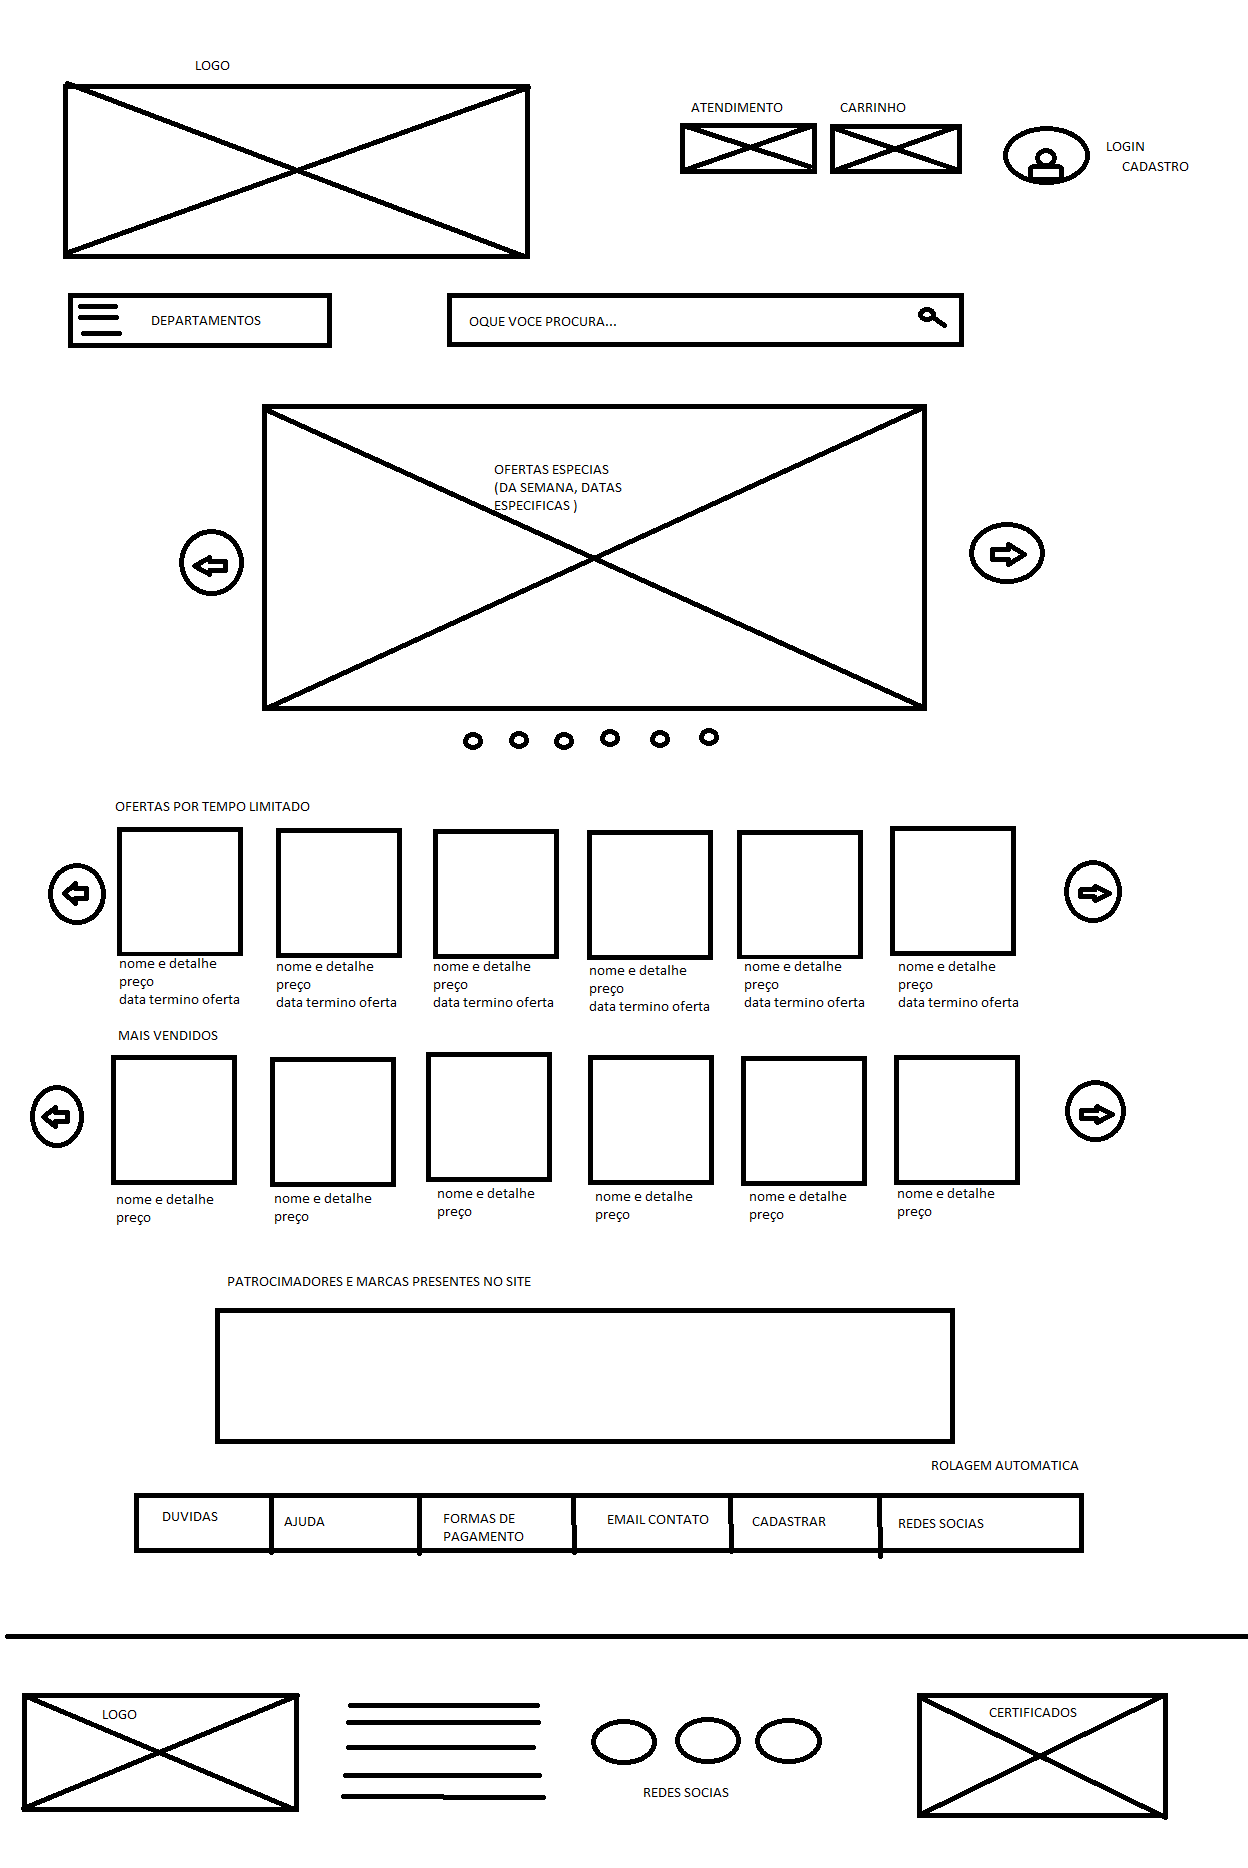 LOGO
ATENDIMENTO
CARRINHO
LOGIN
CADASTRO
DEPARTAMENTOS
OQUE VOCE PROCURA...
OFERTAS ESPECIAS
(DA SEMANA, DATAS
ESPECIFICAS )
OFERTAS POR TEMPO LIMITADO
nome e detalhe
preço
data termino oferta
nome e detalhe
preço
data termino oferta
nome e detalhe
preço
data termino oferta
nome e detalhe
preço
data termino oferta
nome e detalhe
preço
data termino oferta
nome e detalhe
preço
data termino oferta
MAIS VENDIDOS
nome e detalhe
preço
nome e detalhe
preço
nome e detalhe
preço
nome e detalhe
preço
nome e detalhe
preço
nome e detalhe
preço
PATROCIMADORES E MARCAS PRESENTES NO SITE
ROLAGEM AUTOMATICA
DUVIDAS
AJUDA
FORMAS DE
PAGAMENTO
EMAIL CONTATO
CADASTRAR
REDES SOCIAS
LOGO
REDES SOCIAS
CERTIFICADOS